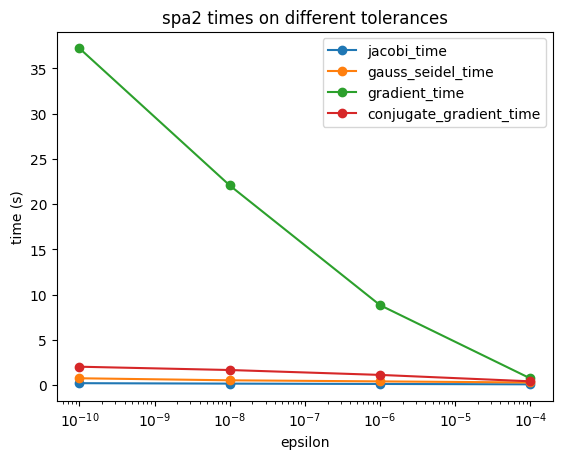 spa2 times on different tolerances
jacobi_time
gauss_seidel_time
gradient_time
conjugate_gradient_time
time (s)
35
30
25
20
15
10
5
0
10⁻¹⁰ 10⁻⁹ 10⁻⁸ 10⁻⁷ 10⁻⁶ 10⁻⁵ 10⁻⁴
epsilon